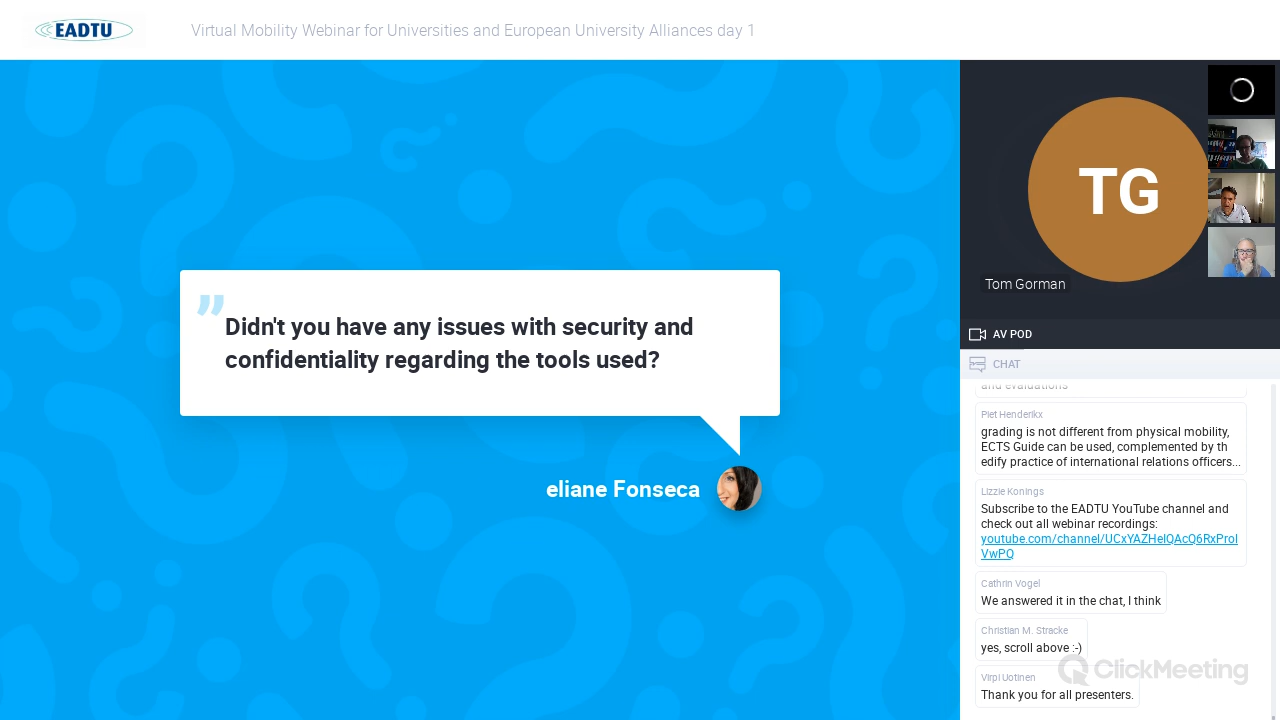 EADTU
Virtual Mobility Webinar for Universities and European University Alliances day 1
Didn't you have any issues with security and
confidentiality regarding the tools used?
eliane Fonseca
TG
Tom Gorman
AV POD
CHAT
and evaluations
Piet Henderikx
grading is not different from physical mobility,
ECTS Guide can be used, complemented by th
edify practice of international relations officers...
Lizzie Konings
Subscribe to the EADTU YouTube channel and
check out all webinar recordings:
youtube.com/channel/UCxYAZHeIQAcQ6RxProI
VwPQ
Cathrin Vogel
We answered it in the chat, I think
Christian M. Stracke
yes, scroll above :-)
Virpi Uotinen
Thank you for all presenters.
ClickMeeting